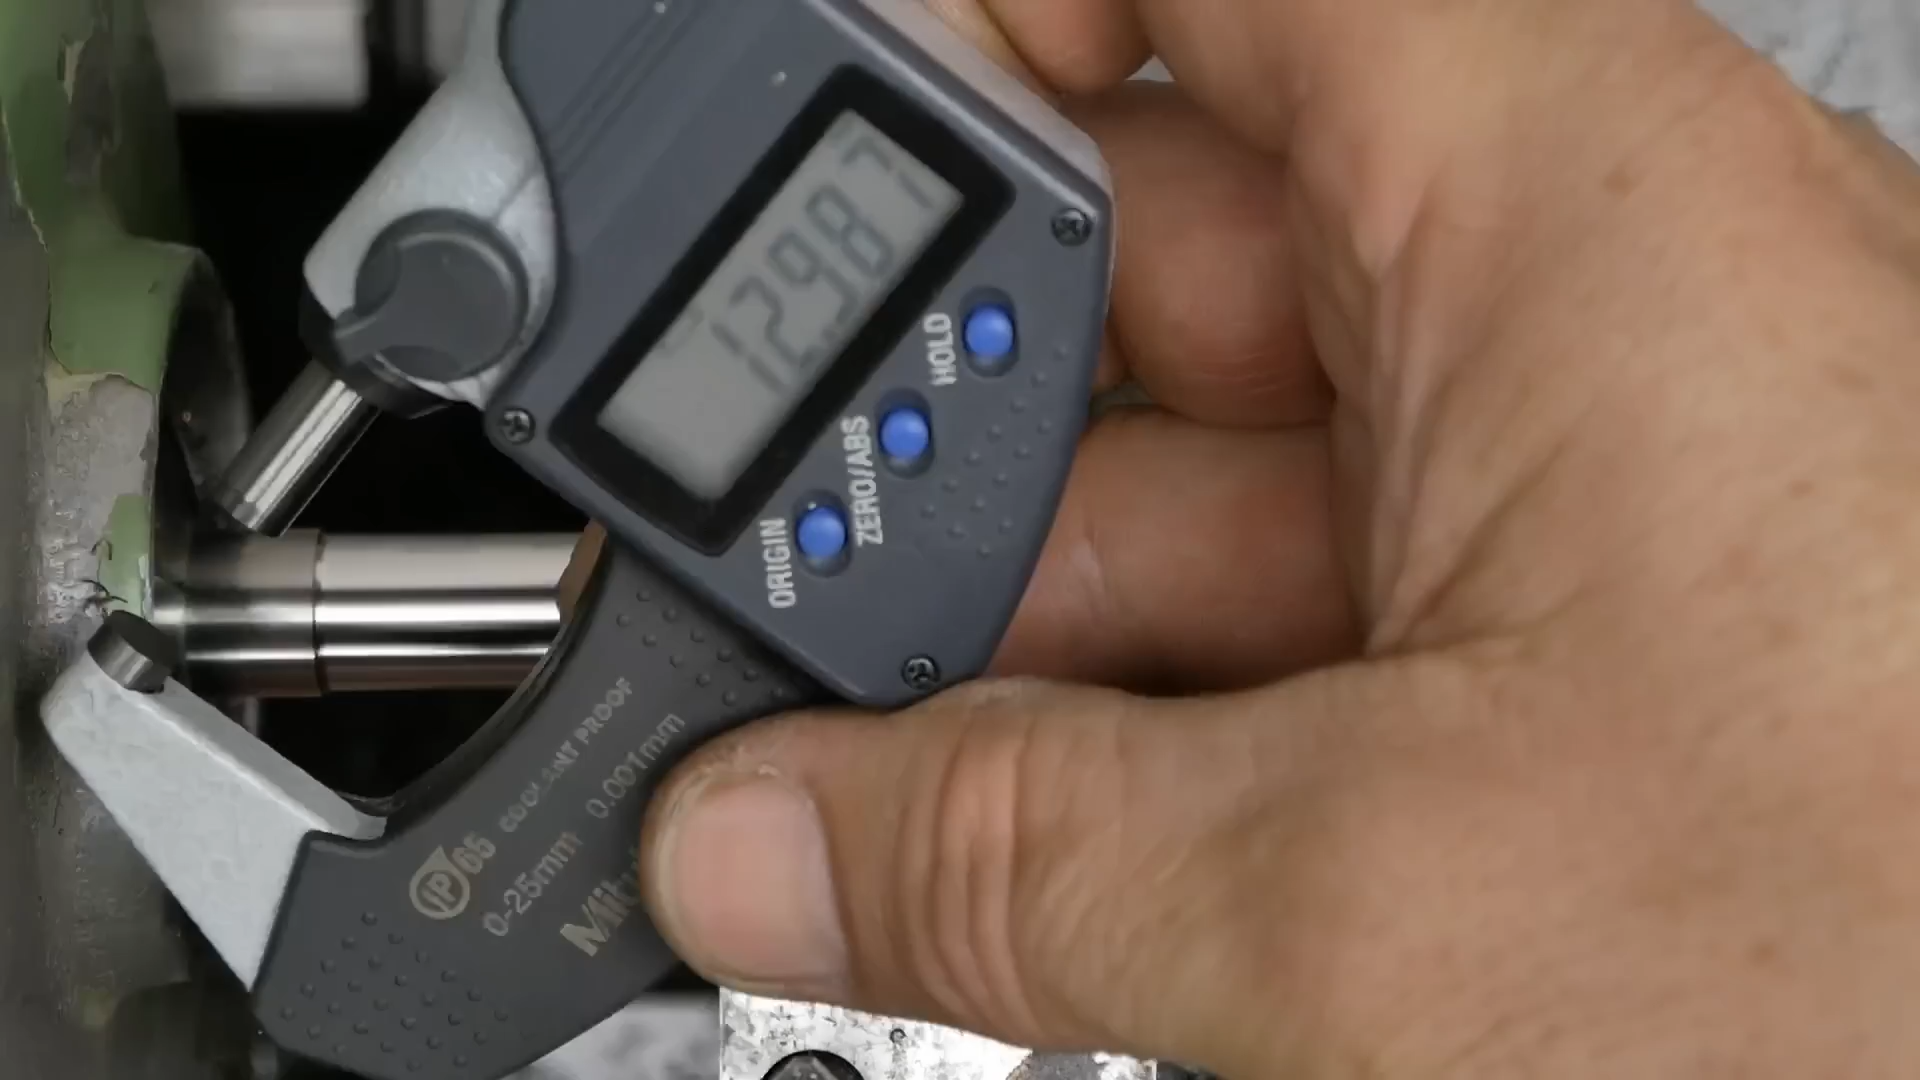 12.987
HOLD
ZERO/ABS
ORIGIN
IP65 COOLANT PROOF
0-25mm 0.001mm